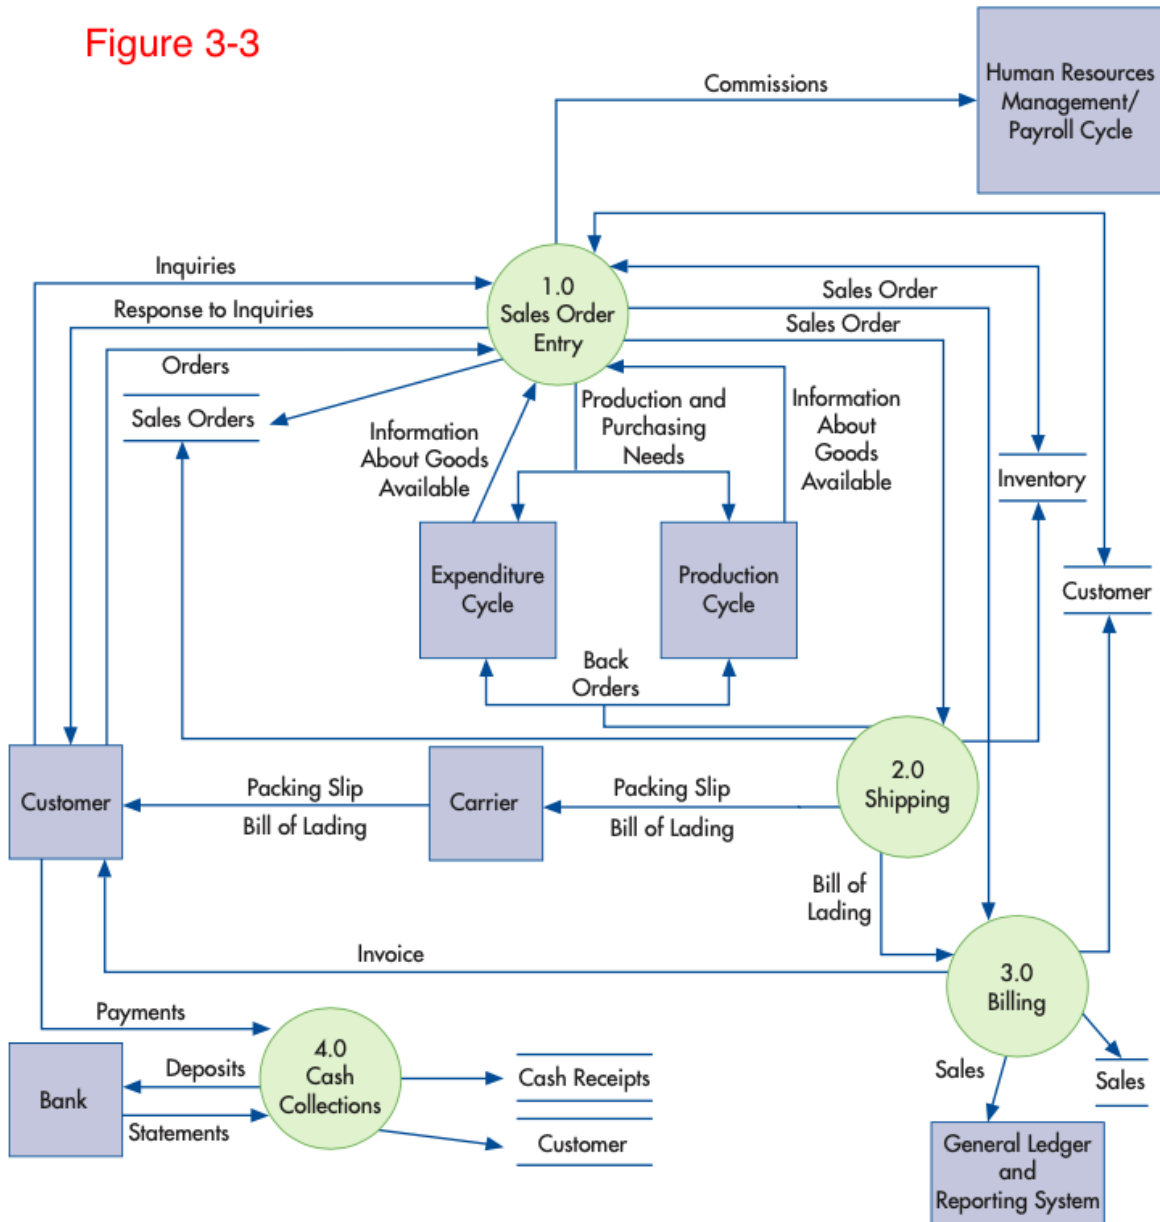 Figure 3-3
Commissions
Human Resources
Management/
Payroll Cycle
Inquiries
Response to Inquiries
Orders
Sales Orders
1.0
Sales Order
Entry
Sales Order
Sales Order
Information
About Goods
Available
Production and
Purchasing
Needs
Information
About
Goods
Available
Inventory
Customer
Expenditure
Cycle
Production
Cycle
Back
Orders
Customer
Packing Slip
Bill of Lading
Carrier
Packing Slip
Bill of Lading
2.0
Shipping
Bill of
Lading
Invoice
3.0
Billing
Payments
Bank
Deposits
Statements
4.0
Cash
Collections
Cash Receipts
Customer
Sales
Sales
General Ledger
and
Reporting System